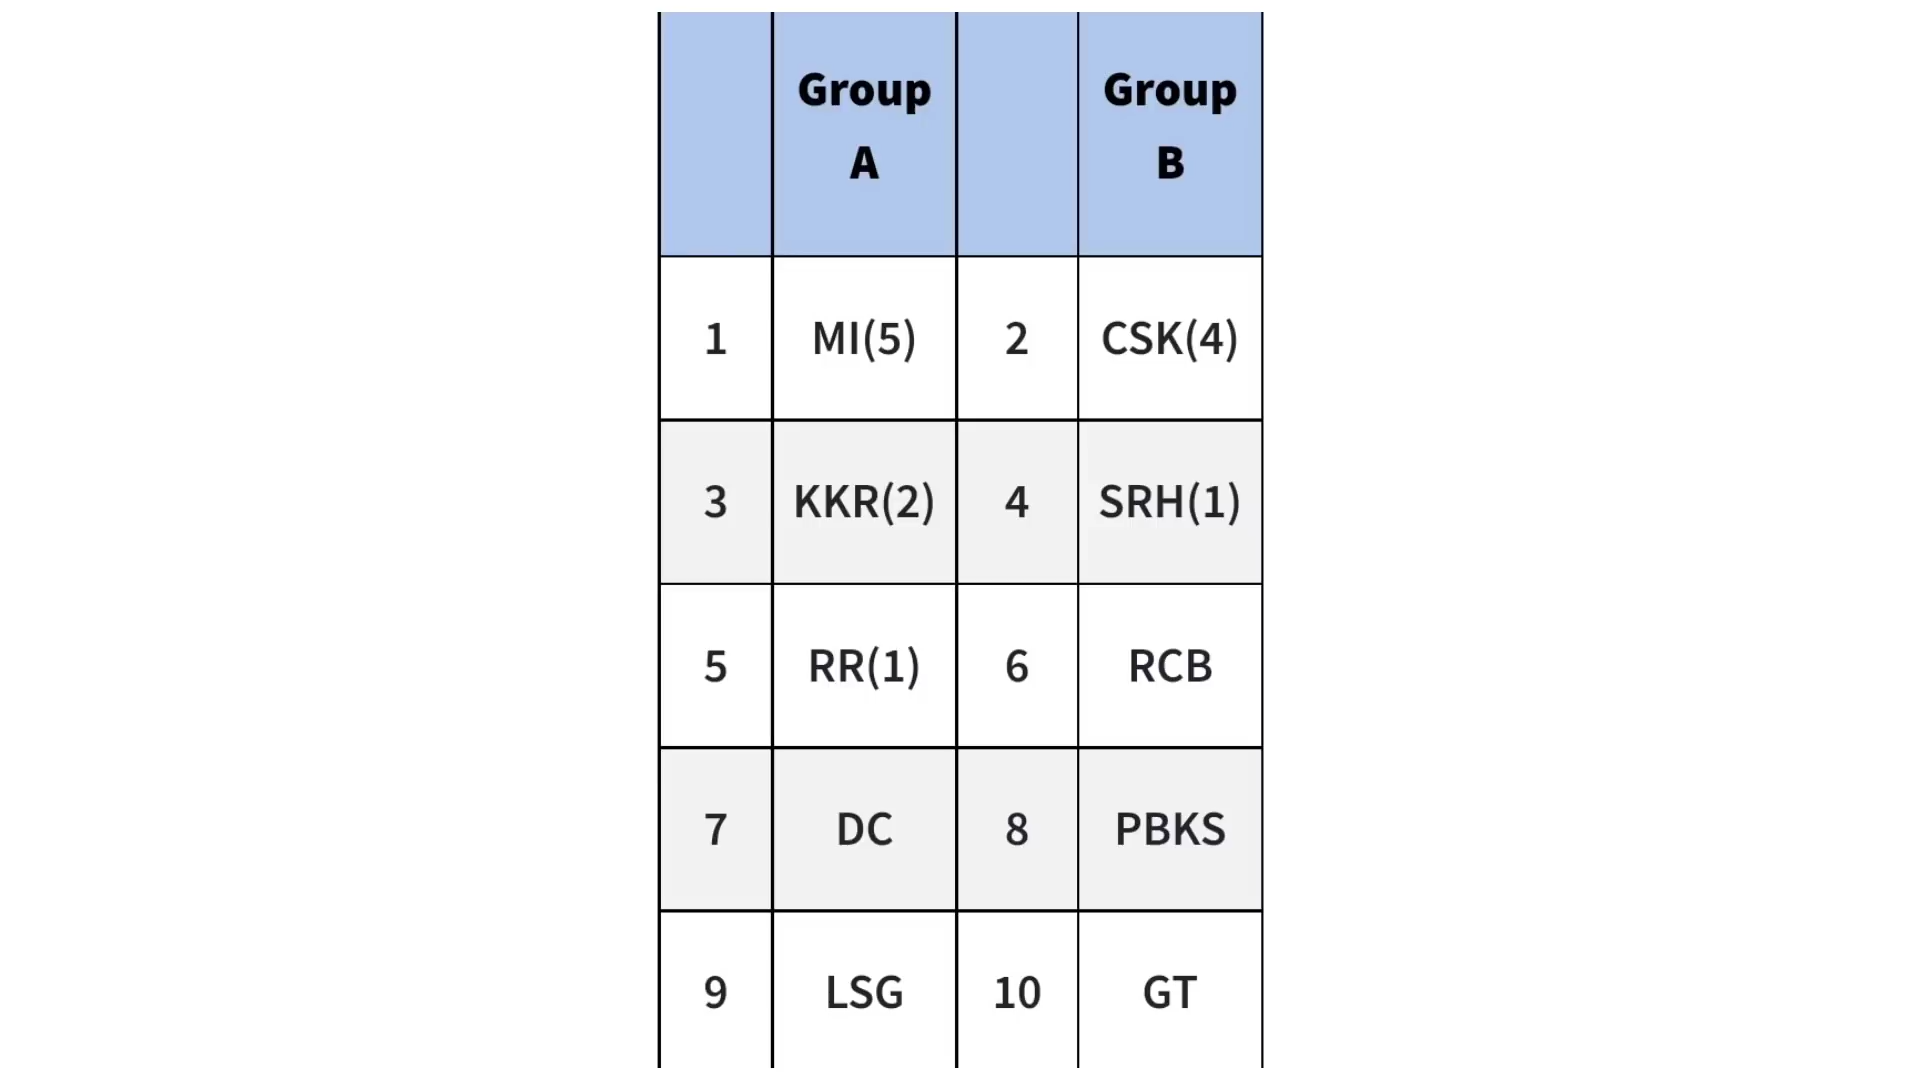 Group
A
Group
B
1 MI(5) 2 CSK(4)
3 KKR(2) 4 SRH(1)
5 RR(1) 6 RCB
7 DC 8 PBKS
9 LSG 10 GT